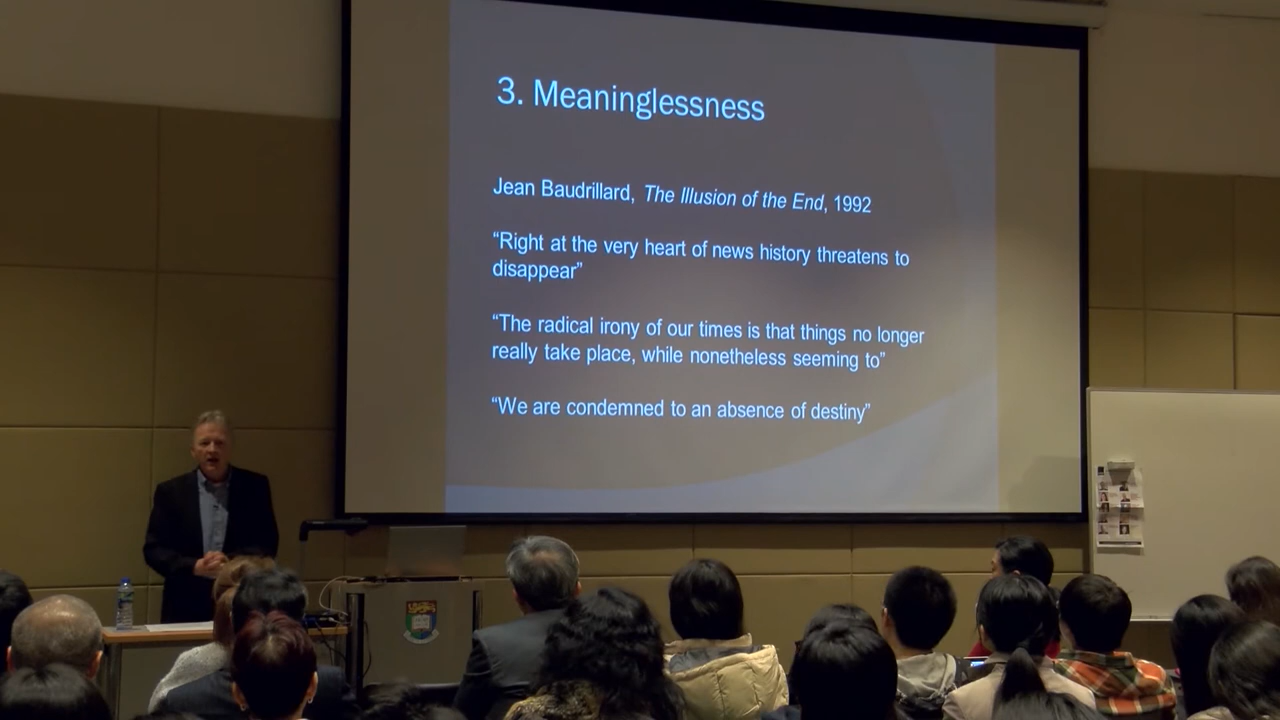 3. Meaninglessness
Jean Baudrillard, The Illusion of the End, 1992
“Right at the very heart of news history threatens to
disappear”
“The radical irony of our times is that things no longer
really take place, while nonetheless seeming to”
“We are condemned to an absence of destiny”